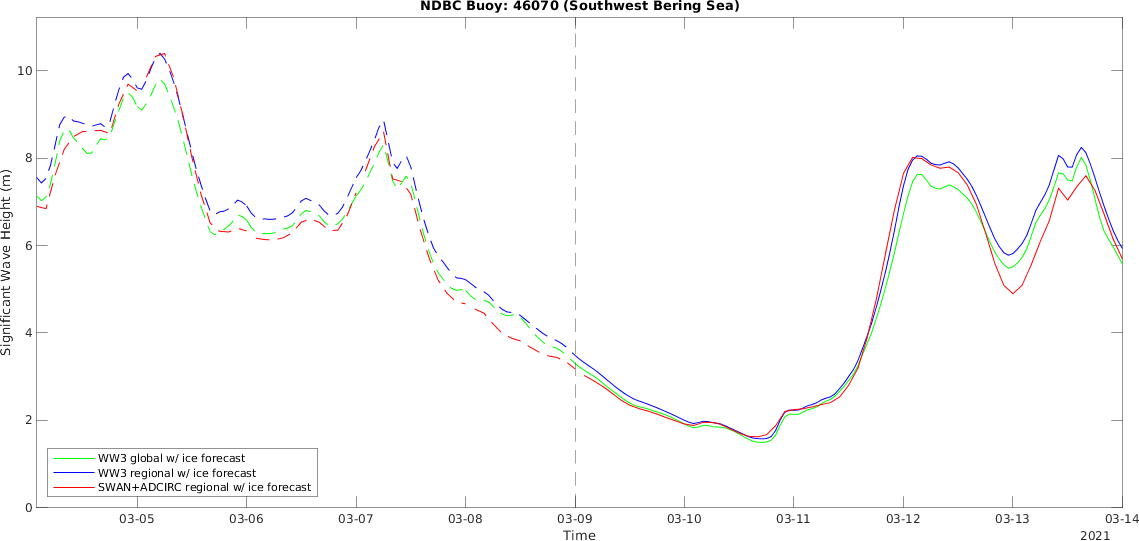 NDBC Buoy: 46070 (Southwest Bering Sea)
Significant Wave Height (m)
10
8
6
4
2
0
WW3 global w/ ice forecast
WW3 regional w/ ice forecast
SWAN+ADCIRC regional w/ ice forecast
03-05 03-06 03-07 03-08 03-09 03-10 03-11 03-12 03-13 03-14
Time
2021